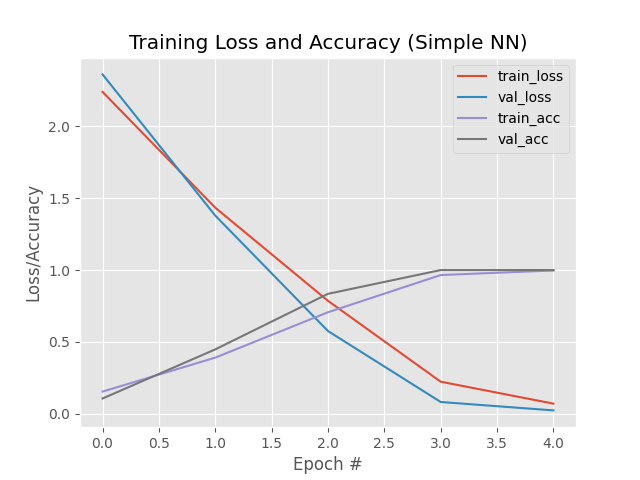 Training Loss and Accuracy (Simple NN)
train_loss
val_loss
train_acc
val_acc
Loss/Accuracy
2.0
1.5
1.0
0.5
0.0
0.0 0.5 1.0 1.5 2.0 2.5 3.0 3.5 4.0
Epoch #